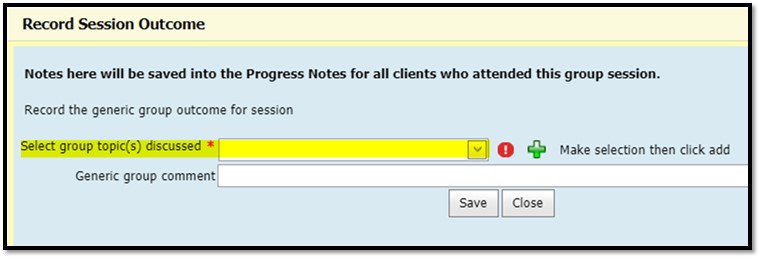 Record Session Outcome
Notes here will be saved into the Progress Notes for all clients who attended this group session.
Record the generic group outcome for session
Select group topic(s) discussed * ! Make selection then click add
Generic group comment
Save Close